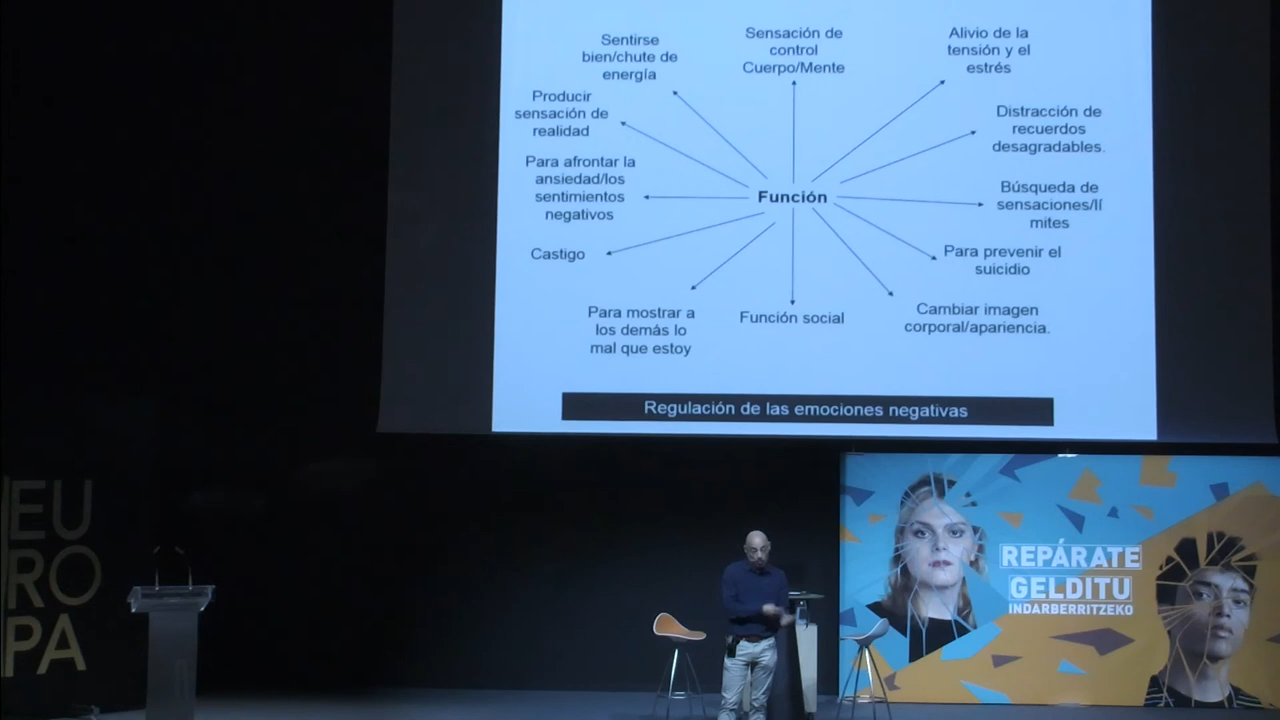 Sentirse
bien/chute de
energía
Sensación de
control
Cuerpo/Mente
Alivio de la
tensión y el
estrés
Producir
sensación de
realidad
Distracción de
recuerdos
desagradables.
Para afrontar la
ansiedad/los
sentimientos
negativos
Función
Búsqueda de
sensaciones/lí
mites
Castigo
Para prevenir el
suicidio
Para mostrar a
los demás lo
mal que estoy
Función social
Cambiar imagen
corporal/apariencia.
Regulación de las emociones negativas
EU
RO
PA
REPÁRATE
GELDITU
INDARBERRITZEKO